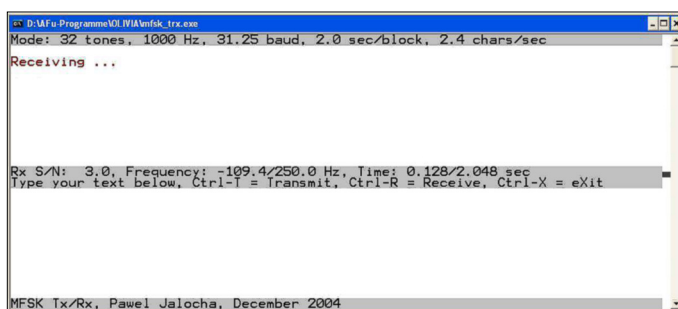 D:\AFu-Programme\OLIVIA\mfsk_trx.exe
Mode: 32 tones, 1000 Hz, 31.25 baud, 2.0 sec/block, 2.4 chars/sec
Receiving ...
Rx S/N: 3.0, Frequency: -109.4/250.0 Hz, Time: 0.128/2.048 sec
Type your text below, Ctrl-T = Transmit, Ctrl-R = Receive, Ctrl-X = eXit
MFSK Tx/Rx, Pawel Jalocha, December 2004